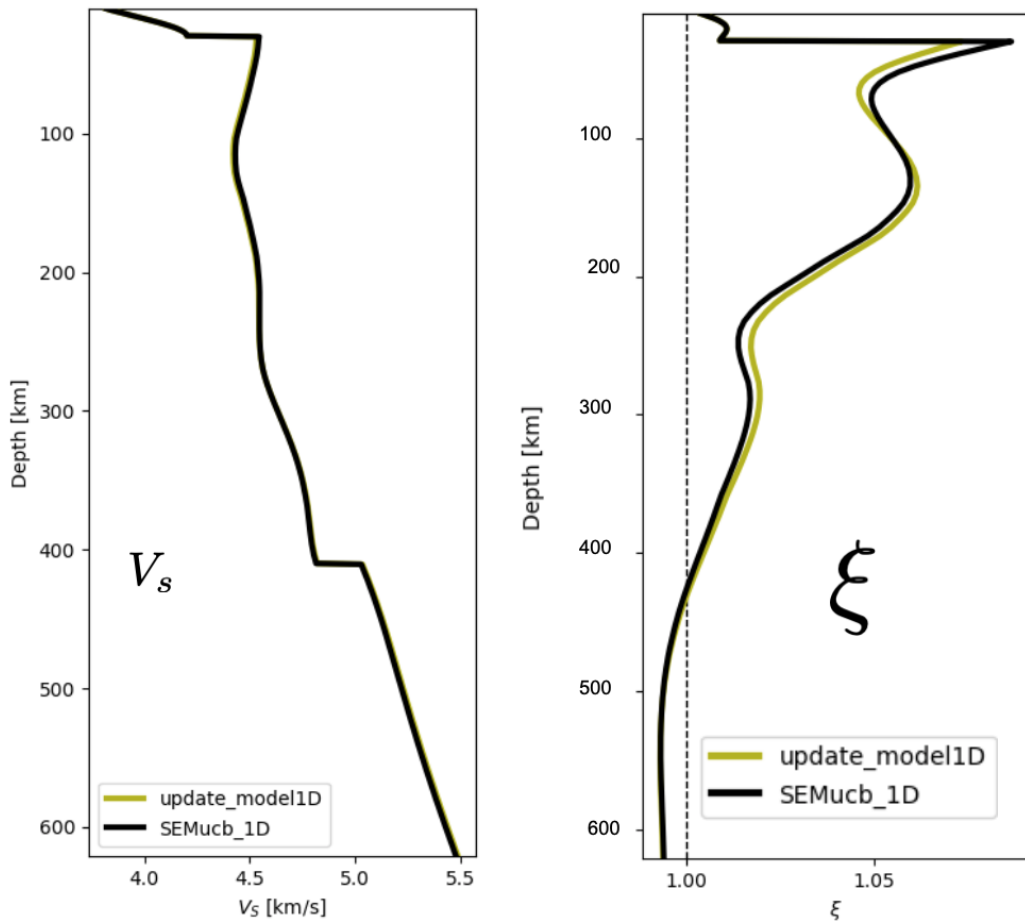 100
200
300
400
500
600
Depth [km]
V_s
update_model1D
SEMucb_1D
4.0 4.5 5.0 5.5
V_S [km/s]
100
200
300
400
500
600
Depth [km]
ξ
update_model1D
SEMucb_1D
1.00 1.05
ξ